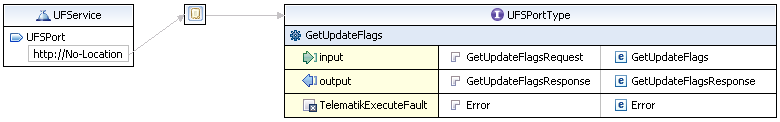 UFService
UFSPort
http://No-Location
UFSPortType
GetUpdateFlags
input GetUpdateFlagsRequest GetUpdateFlags
output GetUpdateFlagsResponse GetUpdateFlagsResponse
TelematikExecuteFault Error Error